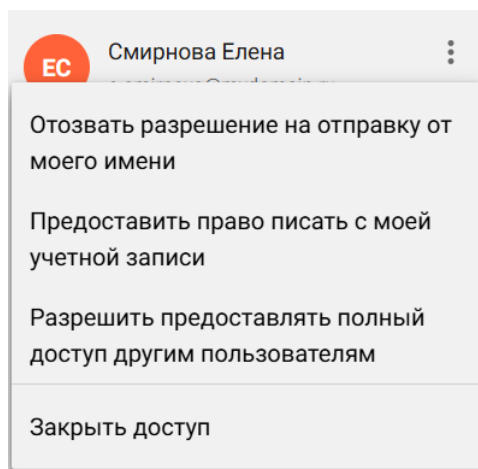 ЕС
Смирнова Елена
Отозвать разрешение на отправку от
моего имени
Предоставить право писать с моей
учетной записи
Разрешить предоставлять полный
доступ другим пользователям
Закрыть доступ